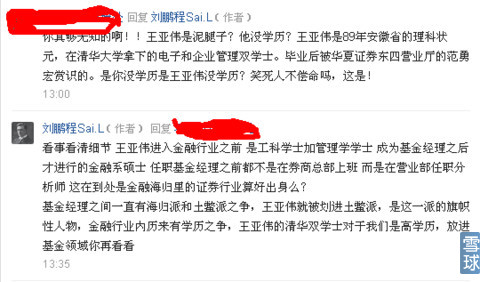 回复 刘鹏程Sai.L（作者）
你真够无知的啊！！王亚伟是泥腿子？他没学历？王亚伟是89年安徽省的理科状
元，在清华大学拿下的电子和企业管理双学士。毕业后被华夏证券东四营业厅的范勇
宏赏识的。是你没学历是王亚伟没学历？笑死人不偿命吗，这是！
13:00
刘鹏程Sai.L（作者）回复
看事看清细节 王亚伟进入金融行业之前 是工科学士加管理学学士 成为基金经理之后
才进行的金融系硕士 任职基金经理之前都不是在券商总部上班 而是在营业部任职分
析师 这在到处是金融海归里的证券行业算好出身么？
基金经理之间一直有海归派和土鳖派之争，王亚伟就被划进土鳖派，是这一派的旗帜
性人物，金融行业内历来有学历之争，王亚伟的清华双学士对于我们是高学历，放进
基金领域你再看看
13:35
雪球